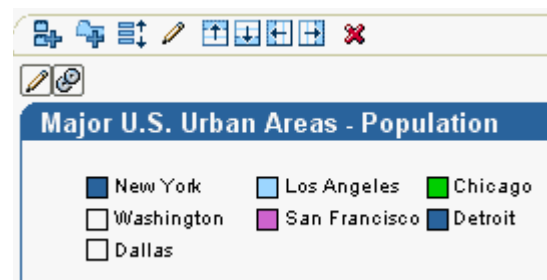 Major U.S. Urban Areas - Population
New York Los Angeles Chicago
Washington San Francisco Detroit
Dallas